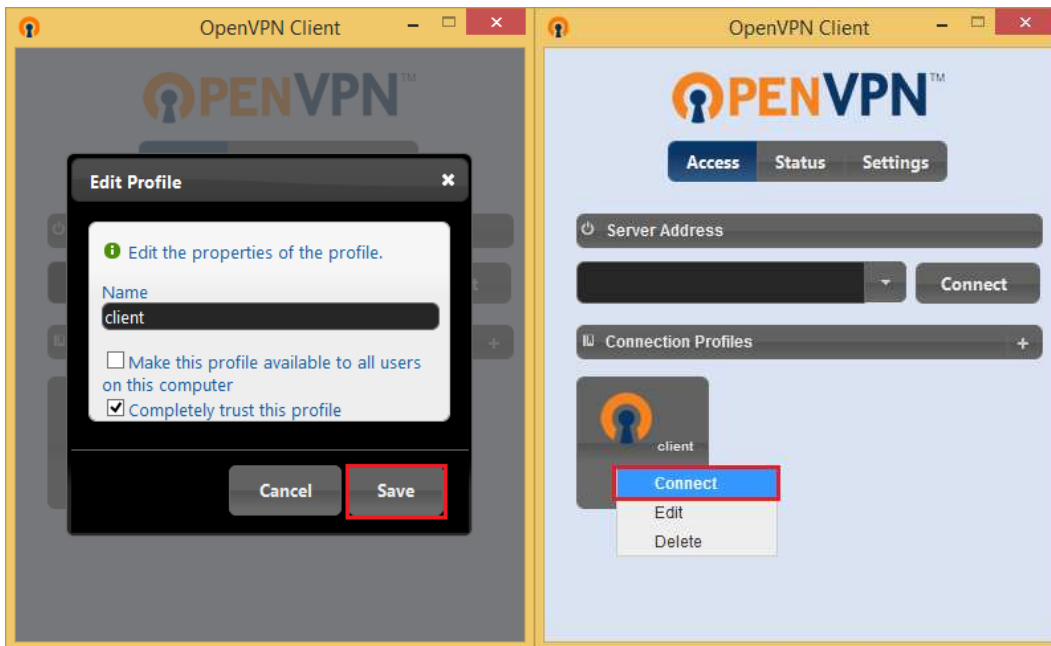 OpenVPN Client
OPENVPN™
Edit Profile
Edit the properties of the profile.
Name
client
Make this profile available to all users
on this computer
Completely trust this profile
Cancel
Save
OpenVPN Client
OPENVPN™
Access Status Settings
Server Address
Connect
Connection Profiles
client
Connect
Edit
Delete